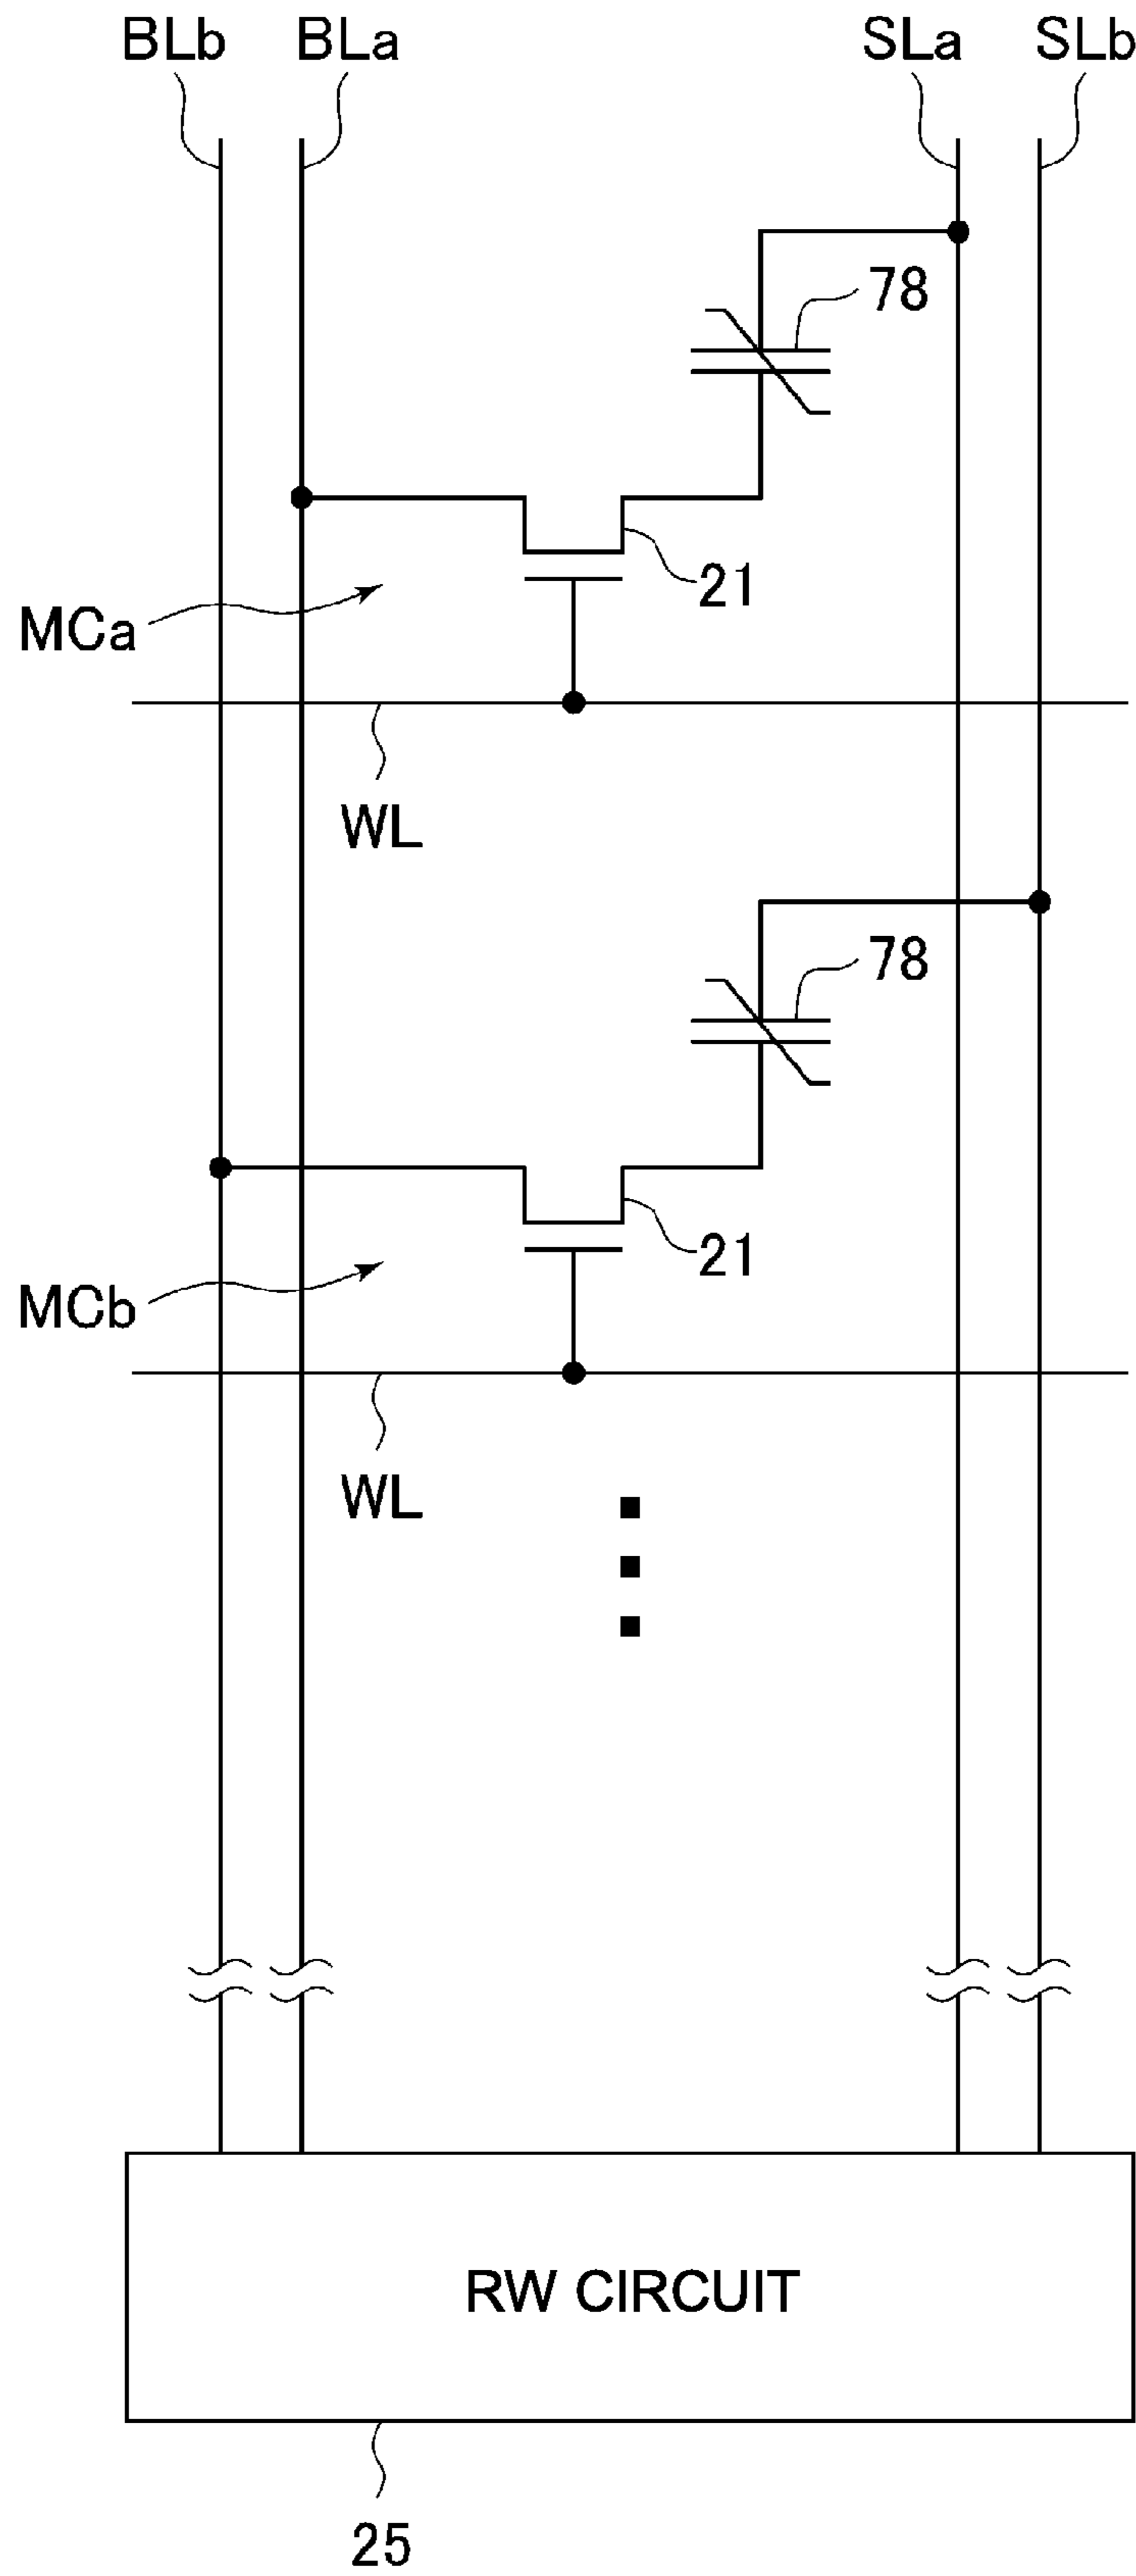 BLb BLa SLa SLb
78
21
MCa
WL
78
21
MCb
WL
RW CIRCUIT
25